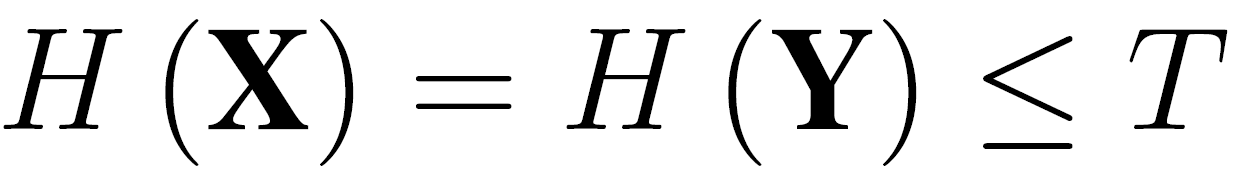 H (X) = H (Y) ≤ T